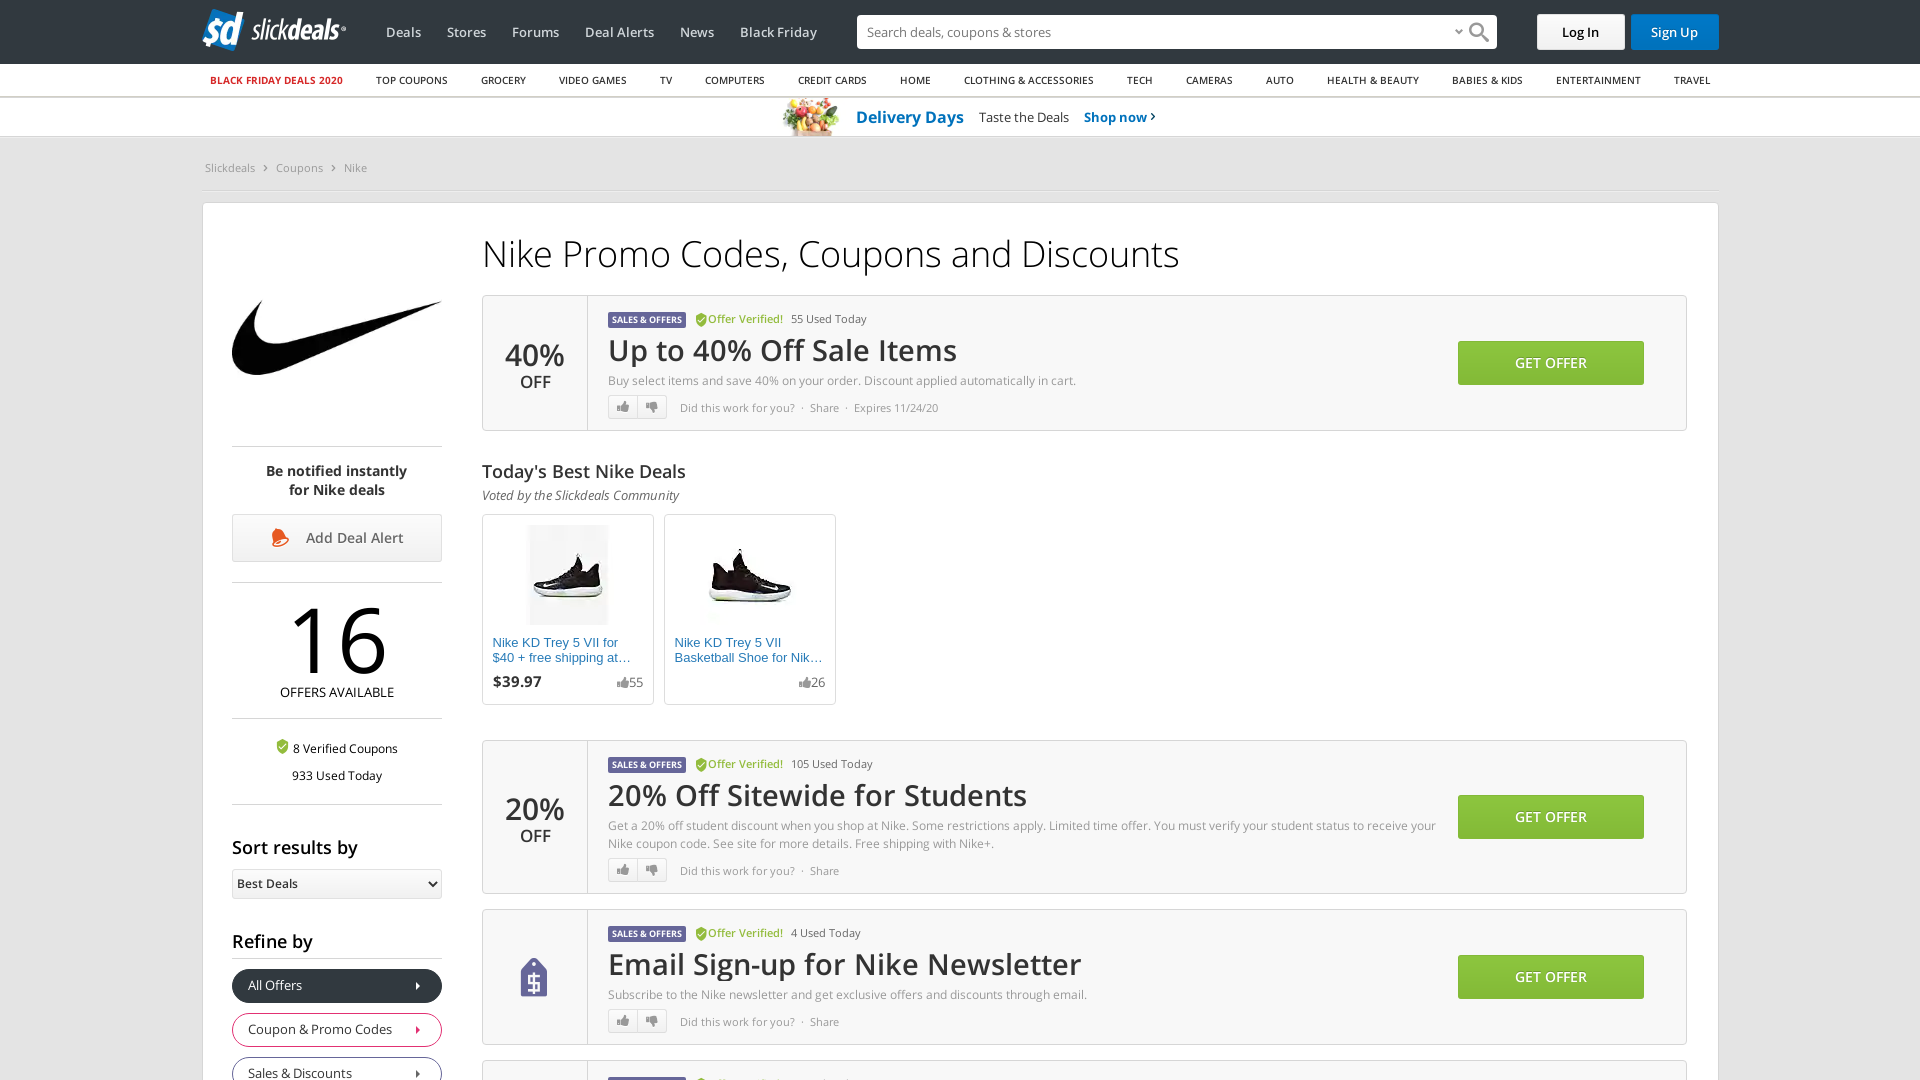 sd slickdeals
Deals
Stores
Forums
Deal Alerts
News
Black Friday
Search deals, coupons & stores
Log In
Sign Up
BLACK FRIDAY DEALS 2020
TOP COUPONS
GROCERY
VIDEO GAMES
TV
COMPUTERS
CREDIT CARDS
HOME
CLOTHING & ACCESSORIES
TECH
CAMERAS
AUTO
HEALTH & BEAUTY
BABIES & KIDS
ENTERTAINMENT
TRAVEL
Delivery Days Taste the Deals Shop now
Slickdeals > Coupons > Nike
Nike Promo Codes, Coupons and Discounts
40%
OFF
SALES & OFFERS Offer Verified! 55 Used Today
Up to 40% Off Sale Items
Buy select items and save 40% on your order. Discount applied automatically in cart.
Did this work for you? · Share · Expires 11/24/20
GET OFFER
Be notified instantly
for Nike deals
Add Deal Alert
16
OFFERS AVAILABLE
8 Verified Coupons
933 Used Today
Sort results by
Best Deals
Refine by
All Offers
Coupon & Promo Codes
Sales & Discounts
Today's Best Nike Deals
Voted by the Slickdeals Community
Nike KD Trey 5 VII for
$40 + free shipping at…
$39.97
55
Nike KD Trey 5 VII
Basketball Shoe for Nik…
26
20%
OFF
SALES & OFFERS Offer Verified! 105 Used Today
20% Off Sitewide for Students
Get a 20% off student discount when you shop at Nike. Some restrictions apply. Limited time offer. You must verify your student status to receive your
Nike coupon code. See site for more details. Free shipping with Nike+.
Did this work for you? · Share
GET OFFER
SALES & OFFERS Offer Verified! 4 Used Today
Email Sign-up for Nike Newsletter
Subscribe to the Nike newsletter and get exclusive offers and discounts through email.
Did this work for you? · Share
GET OFFER